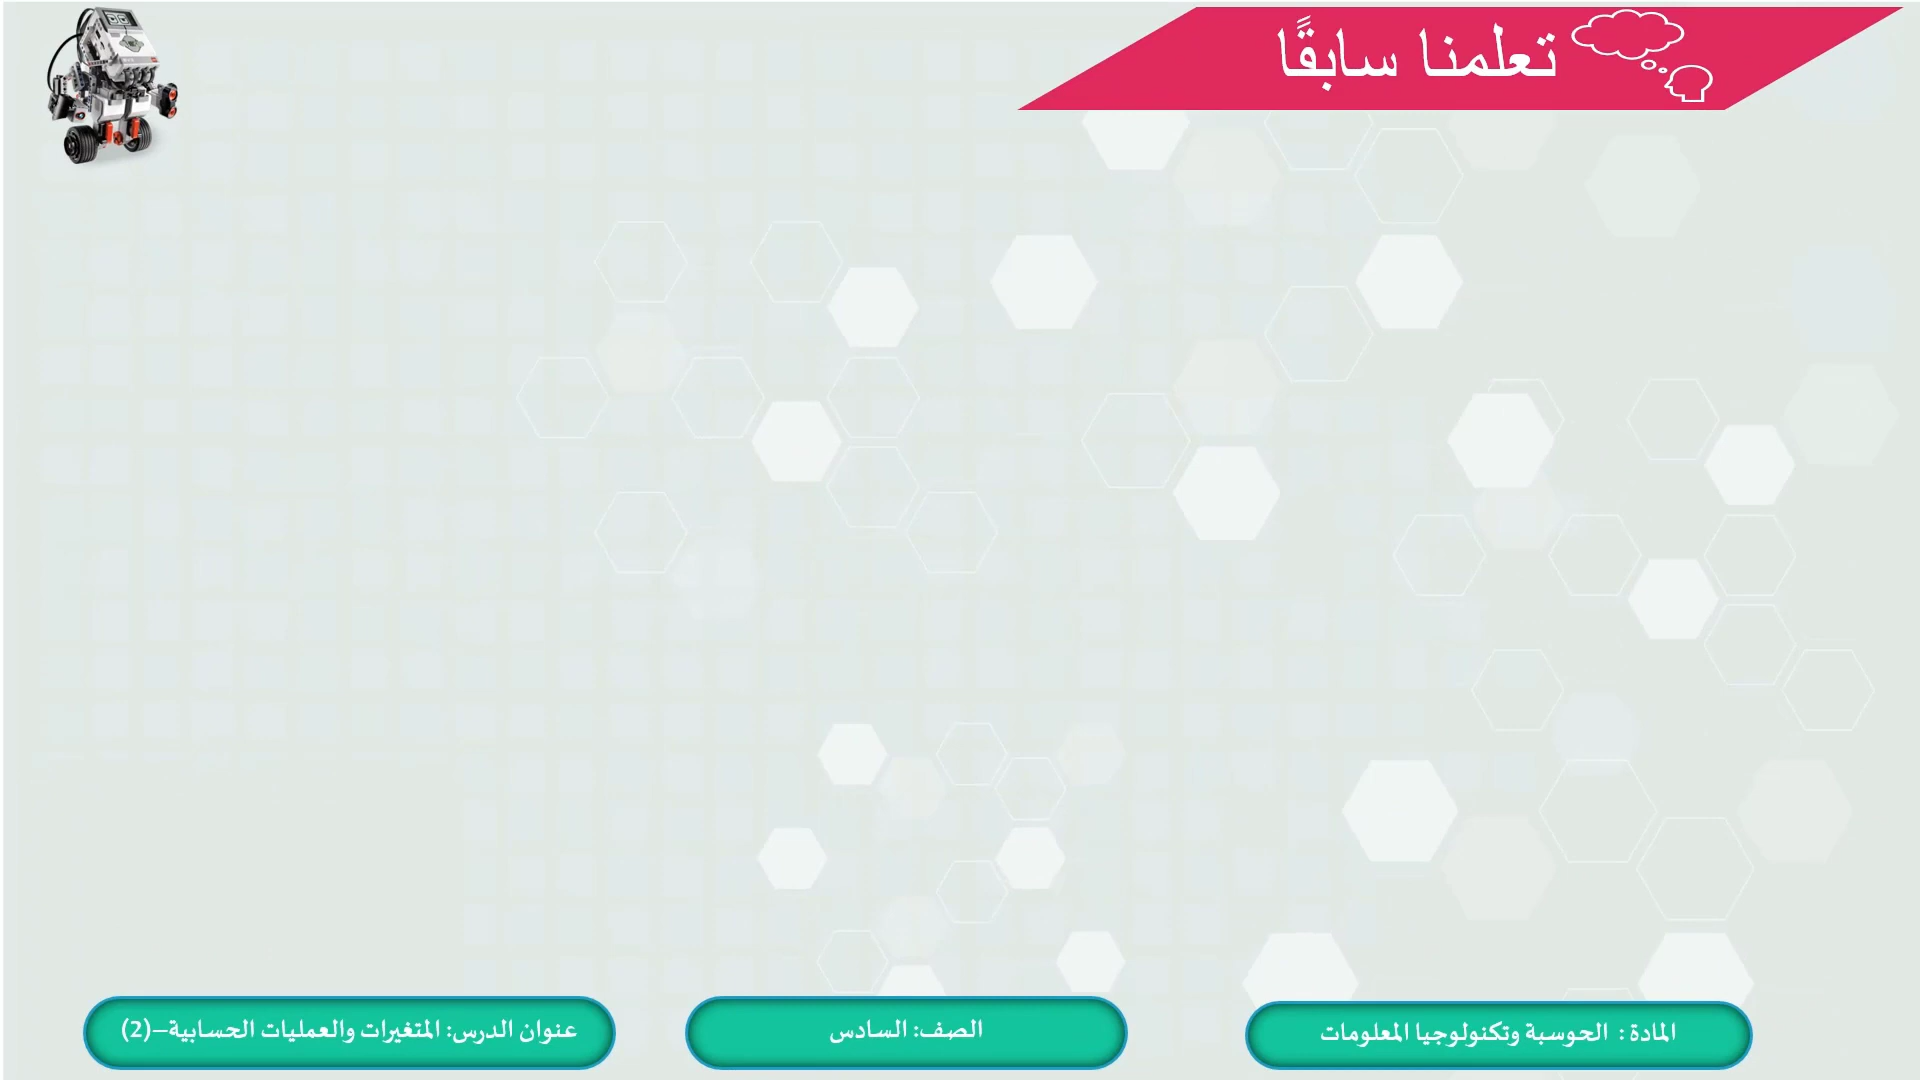 تعلمنا سابقًا
المادة : الحوسبة وتكنولوجيا المعلومات
الصف: السادس
عنوان الدرس: المتغيرات والعمليات الحسابية–(2)